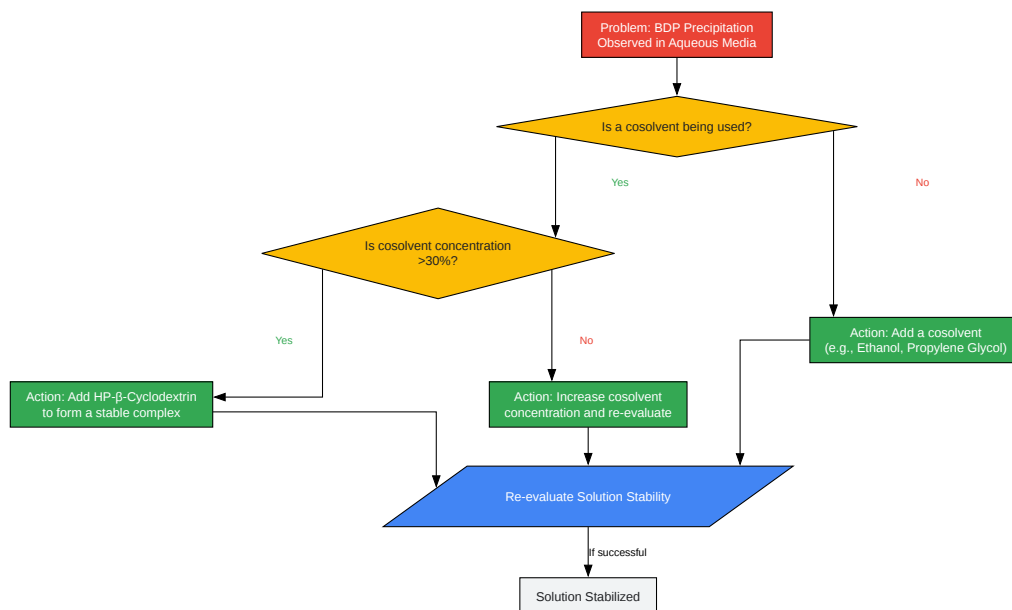 Problem: BDP Precipitation
Observed in Aqueous Media
Is a cosolvent being used?
Yes
No
Is cosolvent concentration
>30%?
Yes
No
Action: Add a cosolvent
(e.g., Ethanol, Propylene Glycol)
Action: Add HP-β-Cyclodextrin
to form a stable complex
Action: Increase cosolvent
concentration and re-evaluate
Re-evaluate Solution Stability
If successful
Solution Stabilized